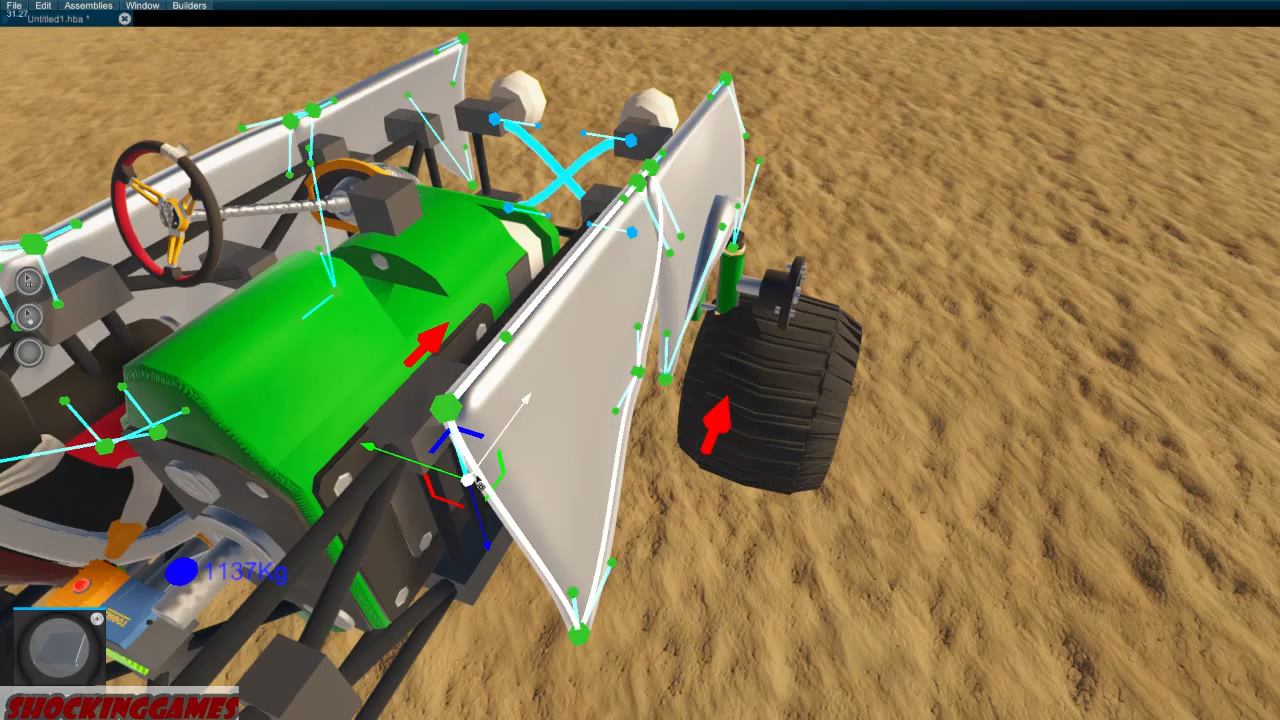 File Edit Assemblies Window Builders
31.27
Untitled1.hba *
1137Kg
SHOCKINGGAMES